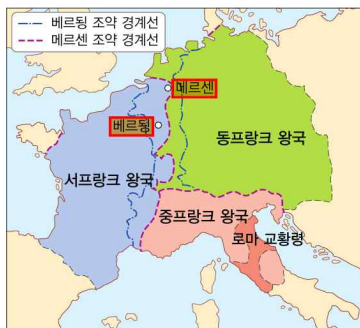 베르됭 조약 경계선
메르센 조약 경계선
메르센
베르됭
동프랑크 왕국
서프랑크 왕국
중프랑크 왕국
로마 교황령